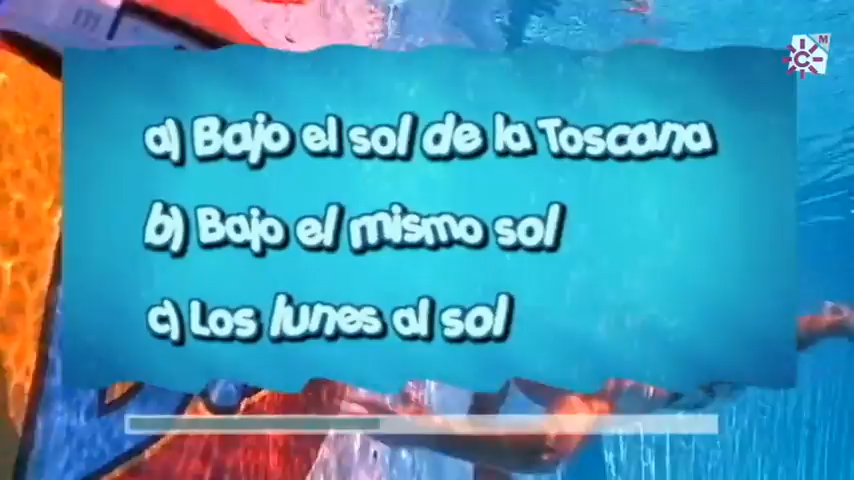 a) Bajo el sol de la Toscana
b) Bajo el mismo sol
c) Los lunes al sol